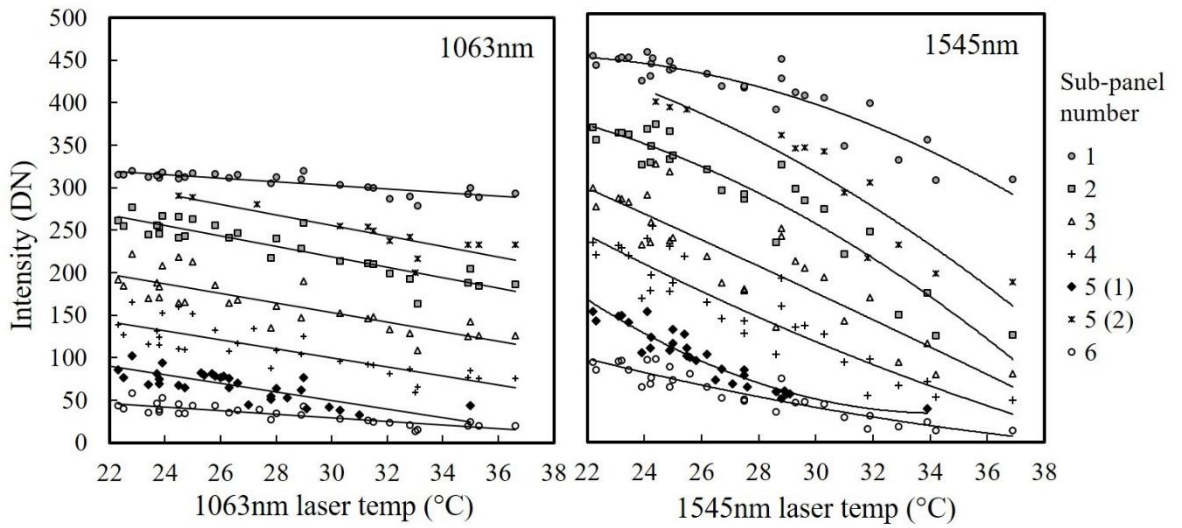 500
450
400
350
300
250
200
150
100
50
0
Intensity (DN)
1063nm
22 24 26 28 30 32 34 36 38
1063nm laser temp (°C)
1545nm
22 24 26 28 30 32 34 36 38
1545nm laser temp (°C)
Sub-panel
number
1
2
3
4
5 (1)
5 (2)
6